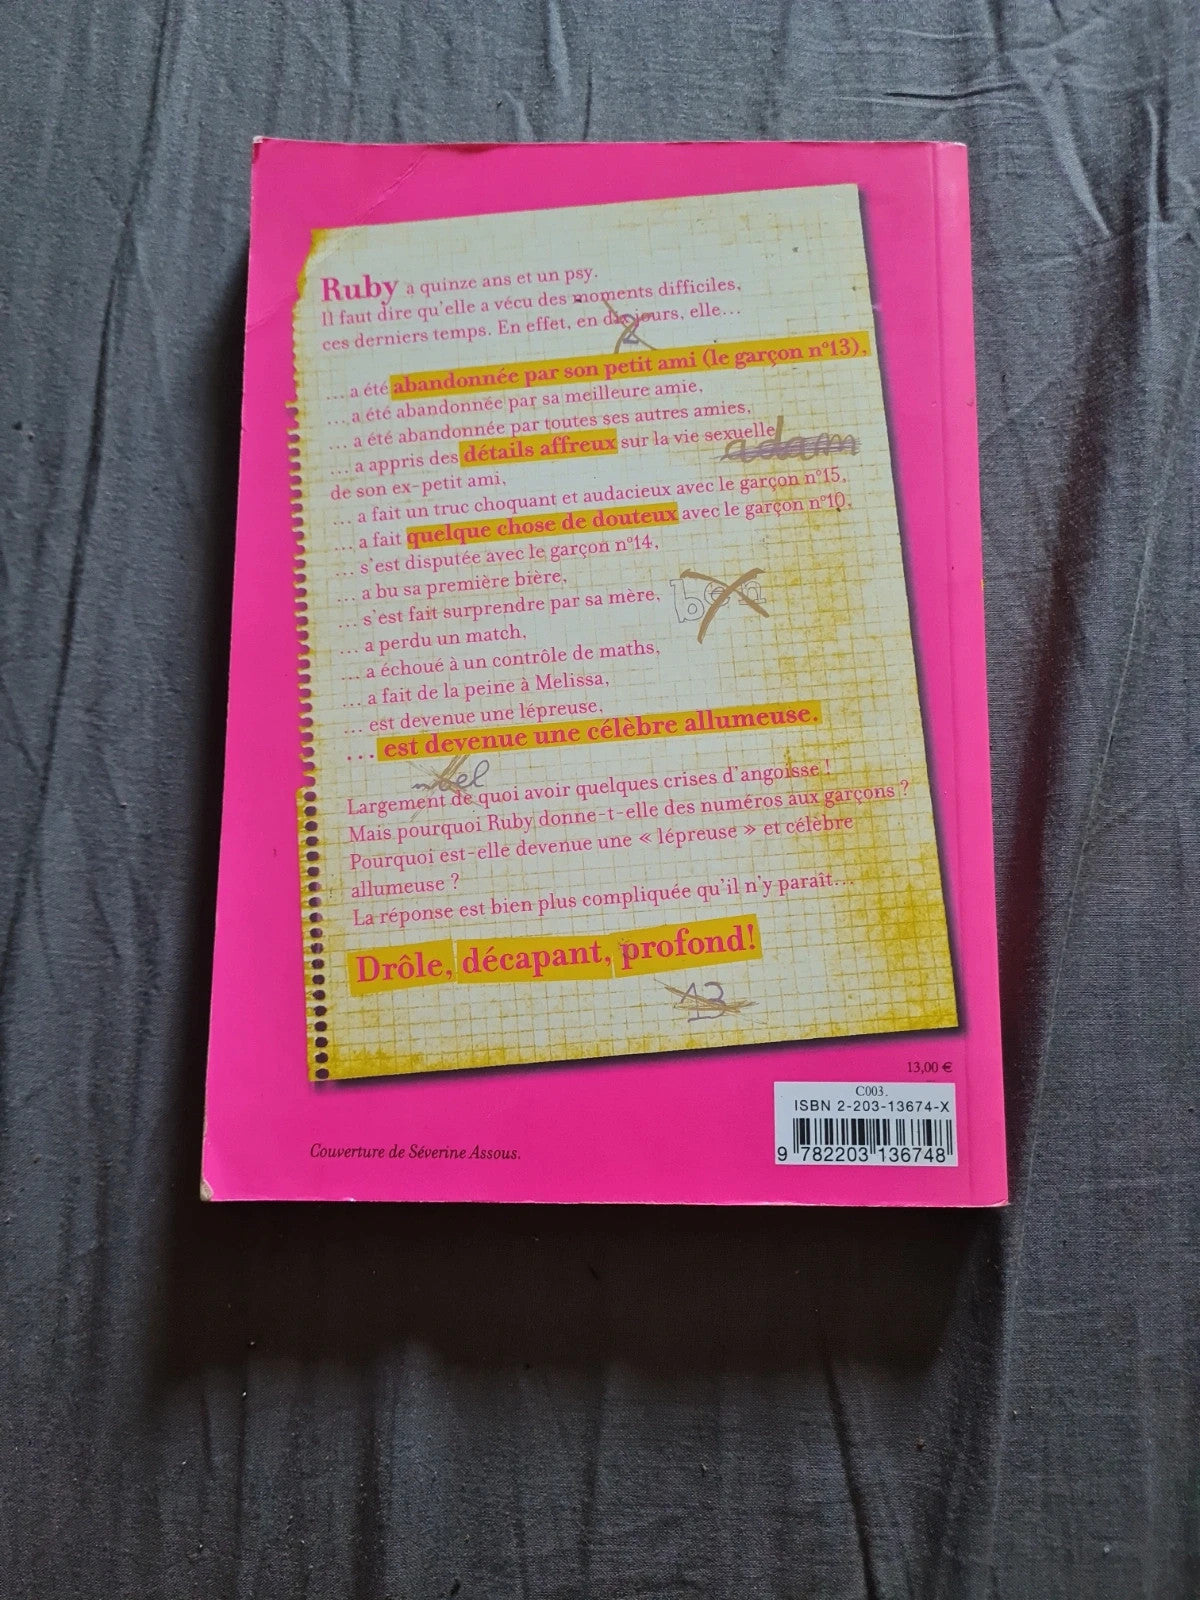 Ruby a quinze ans et un psy.
Il faut dire qu'elle a vécu des moments difficiles,
ces derniers temps. En effet, en dix jours, elle...
2
... a été abandonnée par son petit ami (le garçon n°13),
... a été abandonnée par sa meilleure amie,
... a été abandonnée par toutes ses autres amies,
... a appris des détails affreux sur la vie sexuelle
adam
de son ex-petit ami,
... a fait un truc choquant et audacieux avec le garçon n°15,
... a fait quelque chose de douteux avec le garçon n°10,
... s'est disputée avec le garçon n°14,
... a bu sa première bière,
... s'est fait surprendre par sa mère,
ben
... a perdu un match,
... a échoué à un contrôle de maths,
... a fait de la peine à Melissa,
... est devenue une lépreuse,
... est devenue une célèbre allumeuse.
Largement de quoi avoir quelques crises d'angoisse !
Mais pourquoi Ruby donne-t-elle des numéros aux garçons ?
Pourquoi est-elle devenue une « lépreuse » et célèbre
allumeuse ?
La réponse est bien plus compliquée qu'il n'y paraît...
Drôle, décapant, profond!
13
13,00 €
C003.
ISBN 2-203-13674-X
9 782203 136748
Couverture de Séverine Assous.